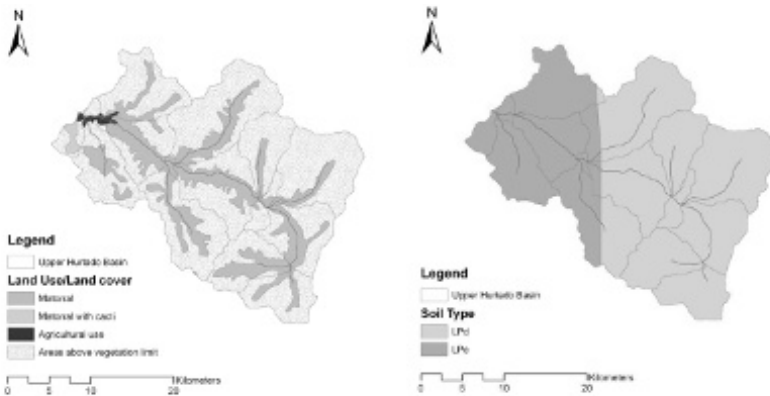 N
Legend
Upper Hurtado Basin
Land Use/Land cover
Matorral
Matorral with cacti
Agricultural use
Areas above vegetation limit
Kilometers
0 5 10 20
N
Legend
Upper Hurtado Basin
Soil Type
LPd
LPe
Kilometers
0 5 10 20